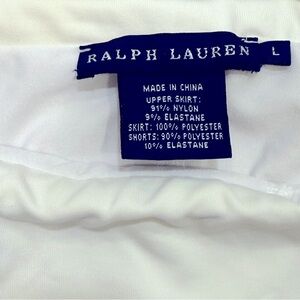 RALPH LAUREN L
MADE IN CHINA
UPPER SKIRT:
91% NYLON
9% ELASTANE
SKIRT: 100% POLYESTER
SHORTS: 90% POLYESTER
10% ELASTANE